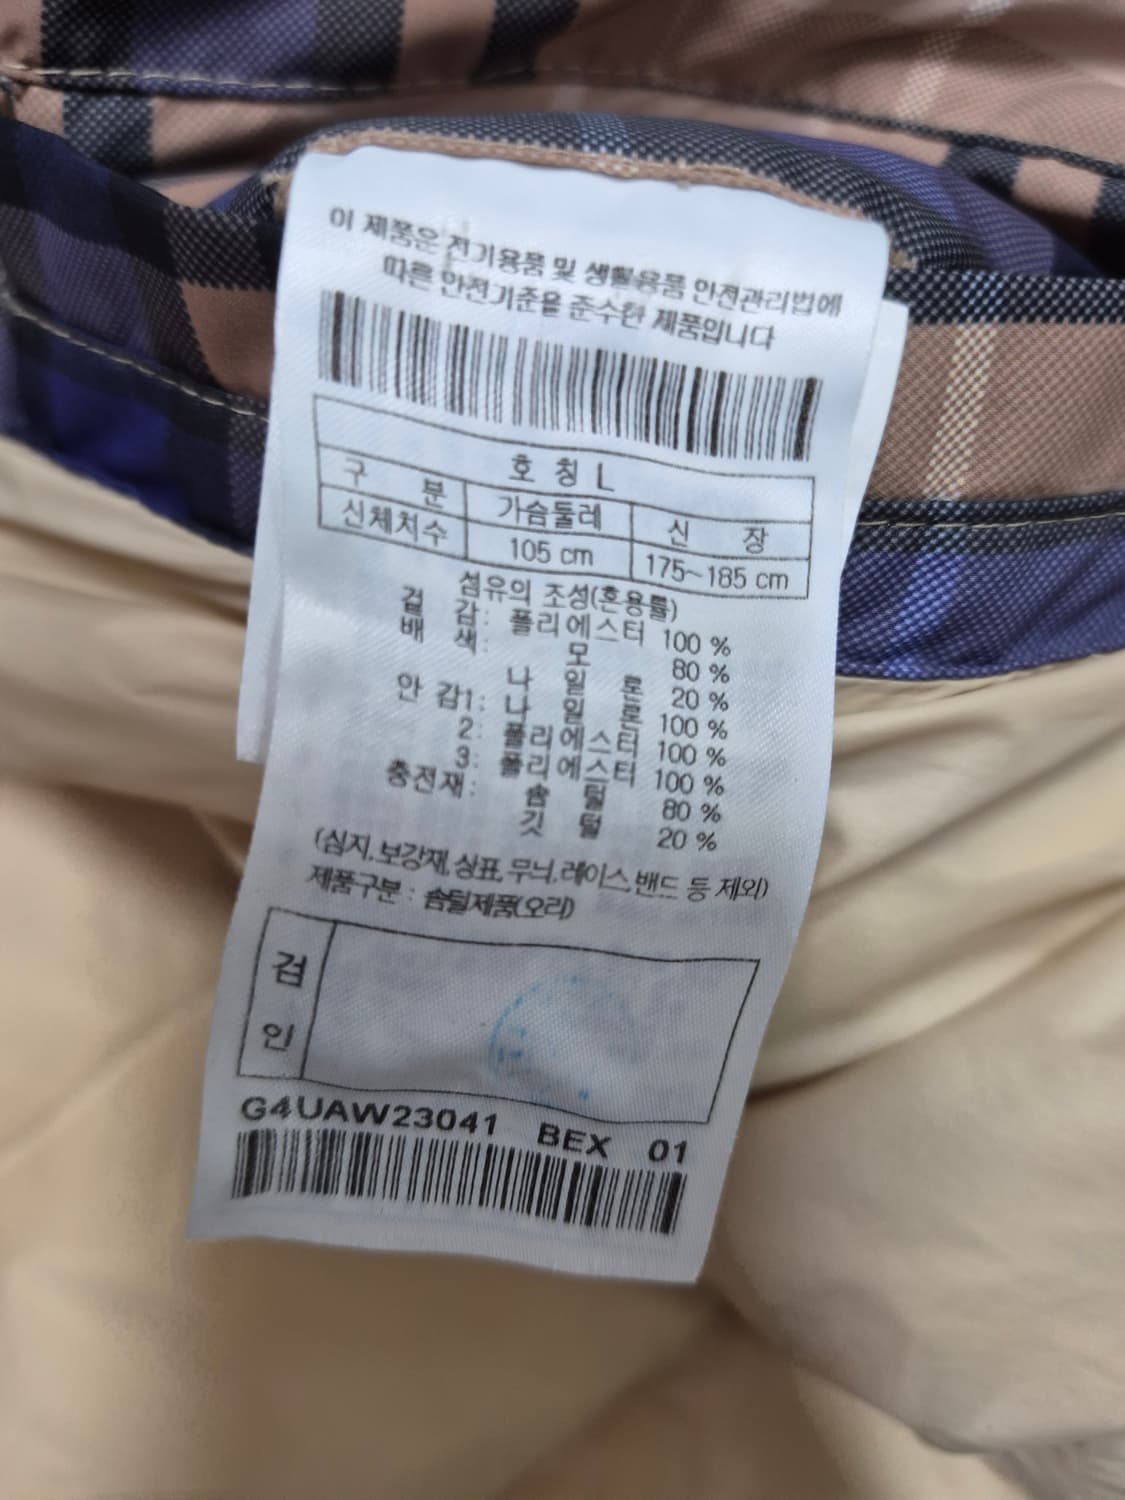 이 제품은 전기용품 및 생활용품 안전관리법에
따른 안전기준을 준수한 제품입니다
호 칭 L
구 분 가슴둘레 신 장
신체치수 105 cm 175~185 cm
섬유의 조성(혼용률)
겉 감: 폴리에스터 100 %
배 색: 모 80 %
나 일 론 20 %
안 감1: 나 일 론 100 %
2: 폴리에스터 100 %
3: 폴리에스터 100 %
충전재: 솜 털 80 %
깃 털 20 %
(심지,보강재,상표,무늬,레이스,밴드 등 제외)
제품구분 : 솜털제품(오리)
검
인
G4UAW23041 BEX 01